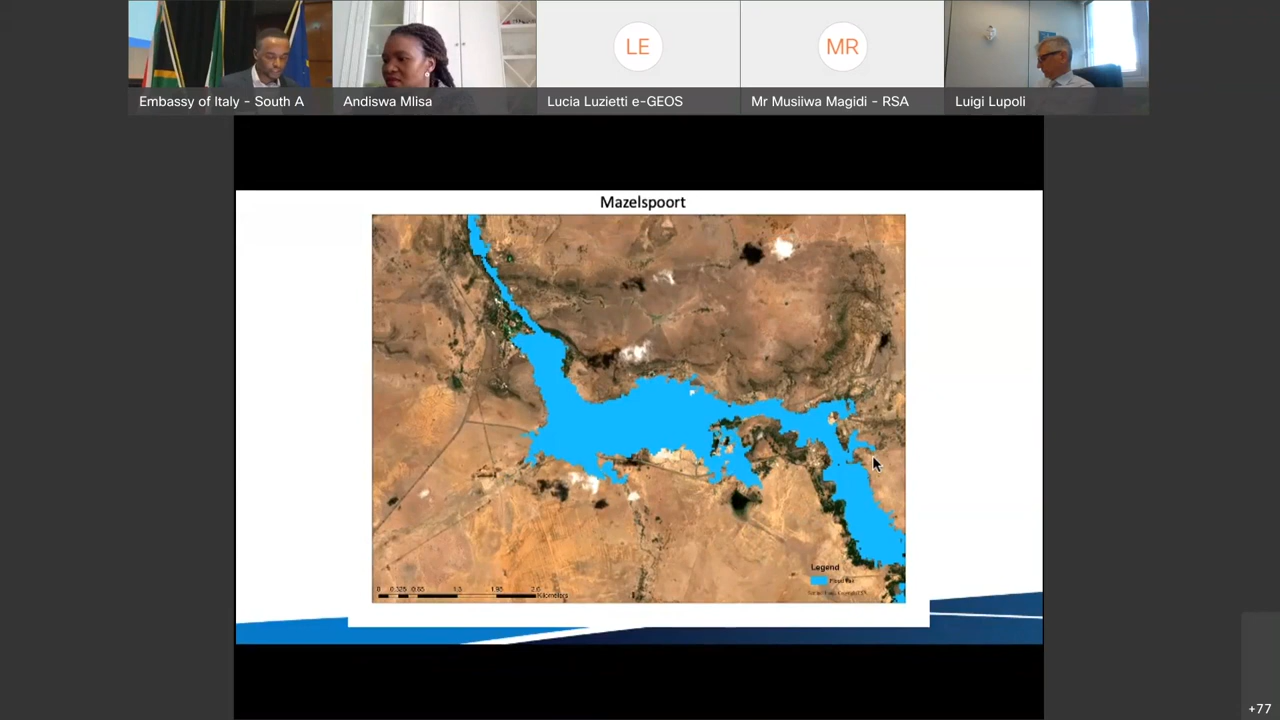 LE
MR
Embassy of Italy - South A
Andiswa Mlisa
Lucia Luzietti e-GEOS
Mr Musiiwa Magidi - RSA
Luigi Lupoli
Mazelspoort
Legend
Kilometers
+77